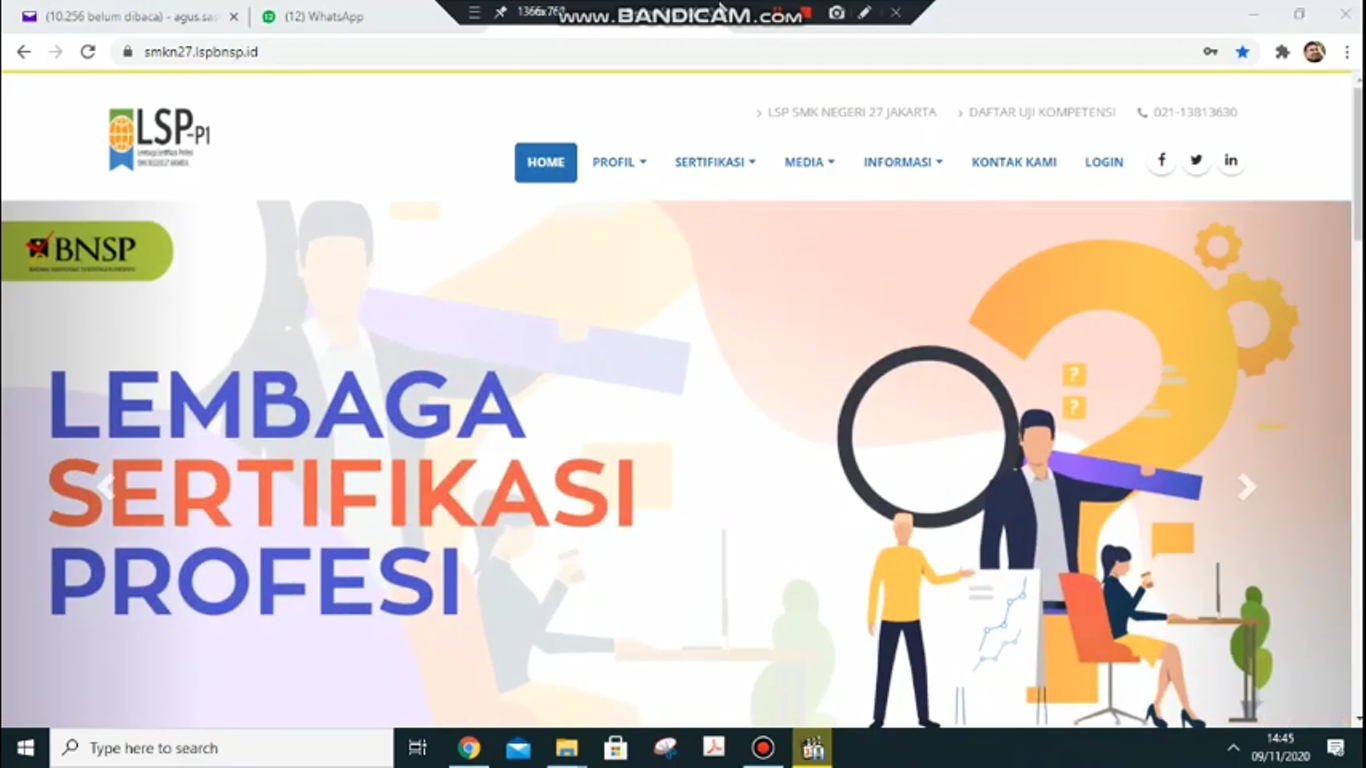 (10.256 belum dibaca) - agus.sas
(12) WhatsApp
1366x768
www.BANDICAM.com
smkn27.lspbnsp.id
LSP SMK NEGERI 27 JAKARTA
DAFTAR UJI KOMPETENSI
021-13813630
LSP-P1
Lembaga Sertifikasi Profesi
SMK NEGERI 27 JAKARTA
HOME
PROFIL
SERTIFIKASI
MEDIA
INFORMASI
KONTAK KAMI
LOGIN
BNSP
BADAN NASIONAL SERTIFIKASI PROFESI
LEMBAGA
SERTIFIKASI
PROFESI
?
?
Type here to search
14:45
09/11/2020